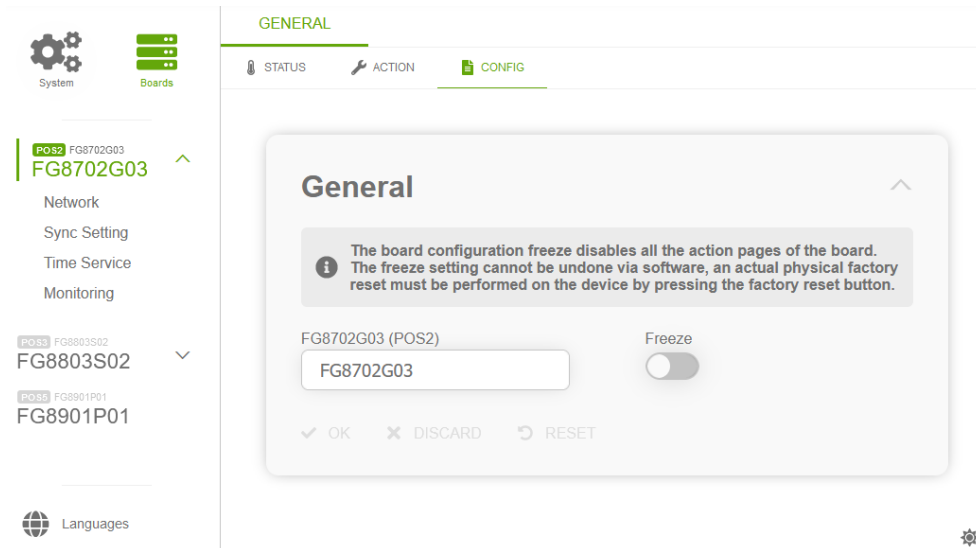 System
Boards
POS2 FG8702G03
FG8702G03
Network
Sync Setting
Time Service
Monitoring
POS3 FG8803S02
FG8803S02
POS5 FG8901P01
FG8901P01
Languages
GENERAL
STATUS
ACTION
CONFIG
General
The board configuration freeze disables all the action pages of the board.
The freeze setting cannot be undone via software, an actual physical factory
reset must be performed on the device by pressing the factory reset button.
FG8702G03 (POS2)
FG8702G03
Freeze
OK
DISCARD
RESET